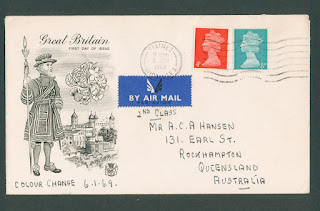 Great Britain
FIRST DAY OF ISSUE
BY AIR MAIL
2ND CLASS
MR A.C.A HANSEN
131. EARL ST.
ROCKHAMPTON
QUEENSLAND
AUSTRALIA
COLOUR CHANGE 6.1.69.